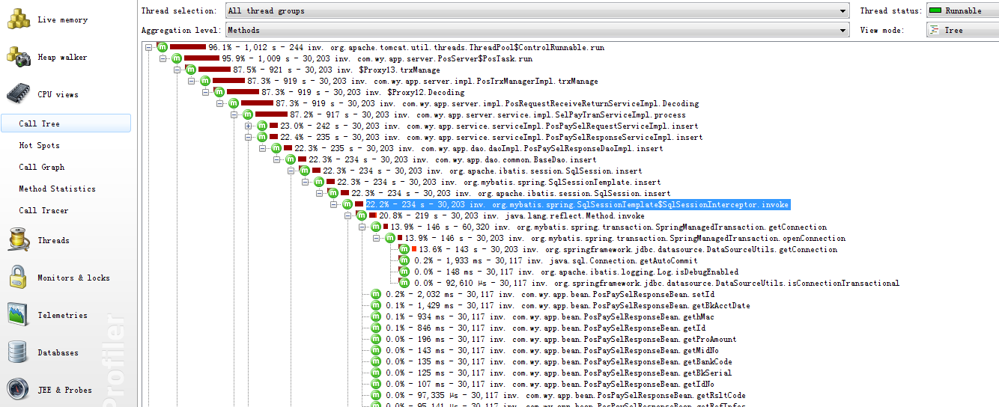 Thread selection: All thread groups Thread status: Runnable
Aggregation level: Methods View mode: Tree
Live memory
Heap walker
CPU views
Call Tree
Hot Spots
Call Graph
Method Statistics
Call Tracer
Threads
Monitors & locks
Telemetries
Databases
JEE & Probes
Profiler
96.1% - 1,012 s - 244 inv. org.apache.tomcat.util.threads.ThreadPool$ControlRunnable.run
95.9% - 1,009 s - 30,203 inv. com.wy.app.server.PosServer$PosTask.run
87.5% - 921 s - 30,203 inv. $Proxy13.trxManage
87.3% - 919 s - 30,203 inv. com.wy.app.server.impl.PosTrxManagerImpl.trxManage
87.3% - 919 s - 30,203 inv. $Proxy12.Decoding
87.3% - 919 s - 30,203 inv. com.wy.app.server.impl.PosRequestReceiveReturnServiceImpl.Decoding
87.2% - 917 s - 30,203 inv. com.wy.app.server.service.impl.SelPayTranServiceImpl.process
23.0% - 242 s - 30,203 inv. com.wy.app.service.serviceImpl.PosPaySelRequestServiceImpl.insert
22.4% - 235 s - 30,203 inv. com.wy.app.service.serviceImpl.PosPaySelResponseServiceImpl.insert
22.3% - 235 s - 30,203 inv. com.wy.app.dao.daoImpl.PosPaySelResponseDaoImpl.insert
22.3% - 234 s - 30,203 inv. com.wy.app.dao.common.BaseDao.insert
22.3% - 234 s - 30,203 inv. org.apache.ibatis.session.SqlSession.insert
22.3% - 234 s - 30,203 inv. org.mybatis.spring.SqlSessionTemplate.insert
22.3% - 234 s - 30,203 inv. org.apache.ibatis.session.SqlSession.insert
22.2% - 234 s - 30,203 inv. org.mybatis.spring.SqlSessionTemplate$SqlSessionInterceptor.invoke
20.8% - 219 s - 30,203 inv. java.lang.reflect.Method.invoke
13.9% - 146 s - 60,320 inv. org.mybatis.spring.transaction.SpringManagedTransaction.getConnection
13.9% - 146 s - 30,203 inv. org.mybatis.spring.transaction.SpringManagedTransaction.openConnection
13.6% - 143 s - 30,203 inv. org.springframework.jdbc.datasource.DataSourceUtils.getConnection
0.2% - 1,933 ms - 30,117 inv. java.sql.Connection.getAutoCommit
0.0% - 148 ms - 30,117 inv. org.apache.ibatis.logging.Log.isDebugEnabled
0.0% - 92,610 µs - 30,117 inv. org.springframework.jdbc.datasource.DataSourceUtils.isConnectionTransactional
0.2% - 2,032 ms - 30,117 inv. com.wy.app.bean.PosPaySelResponseBean.setId
0.1% - 1,429 ms - 30,117 inv. com.wy.app.bean.PosPaySelResponseBean.getBkAcctDate
0.1% - 934 ms - 30,117 inv. com.wy.app.bean.PosPaySelResponseBean.gethMac
0.1% - 846 ms - 30,117 inv. com.wy.app.bean.PosPaySelResponseBean.getId
0.0% - 196 ms - 30,117 inv. com.wy.app.bean.PosPaySelResponseBean.getProAmount
0.0% - 143 ms - 30,117 inv. com.wy.app.bean.PosPaySelResponseBean.getMidNo
0.0% - 135 ms - 30,117 inv. com.wy.app.bean.PosPaySelResponseBean.getBankCode
0.0% - 125 ms - 30,117 inv. com.wy.app.bean.PosPaySelResponseBean.getBkSerial
0.0% - 107 ms - 30,117 inv. com.wy.app.bean.PosPaySelResponseBean.getIdNo
0.0% - 97,335 µs - 30,117 inv. com.wy.app.bean.PosPaySelResponseBean.getRsltCode
0.0% - 95,141 µs - 30,117 inv. com.wy.app.bean.PosPaySelResponseBean.getRefInfos